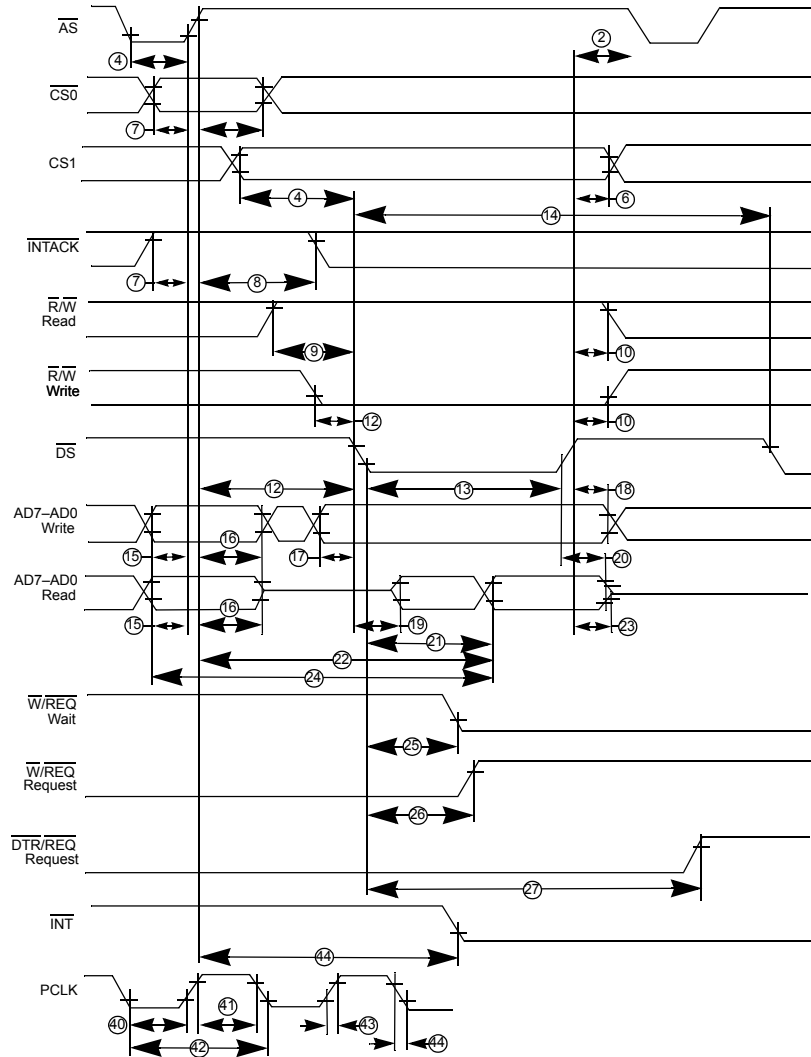 AS
2
4
CS0
7
CS1
4
6
14
INTACK
7
8
R/W
Read
9
10
R/W
Write
12
10
DS
12
13
18
AD7–AD0
Write
15
16
17
20
AD7–AD0
Read
15
16
19
21
23
22
24
W/REQ
Wait
25
W/REQ
Request
26
DTR/REQ
Request
27
INT
44
PCLK
40
41
43
44
42